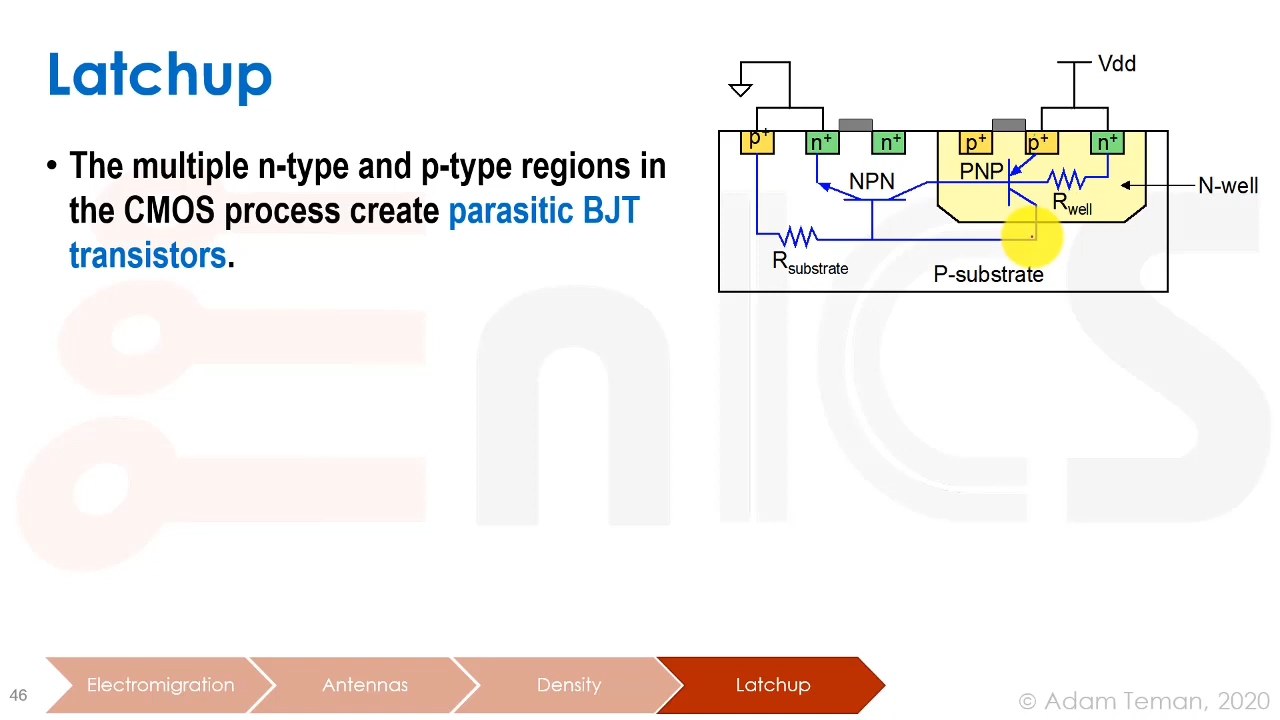 Latchup
• The multiple n-type and p-type regions in
the CMOS process create parasitic BJT
transistors.
Vdd
p+
n+
n+
p+
p+
n+
NPN
PNP
Rwell
N-well
Rsubstrate
P-substrate
ENICS
46
Electromigration
Antennas
Density
Latchup
© Adam Teman, 2020